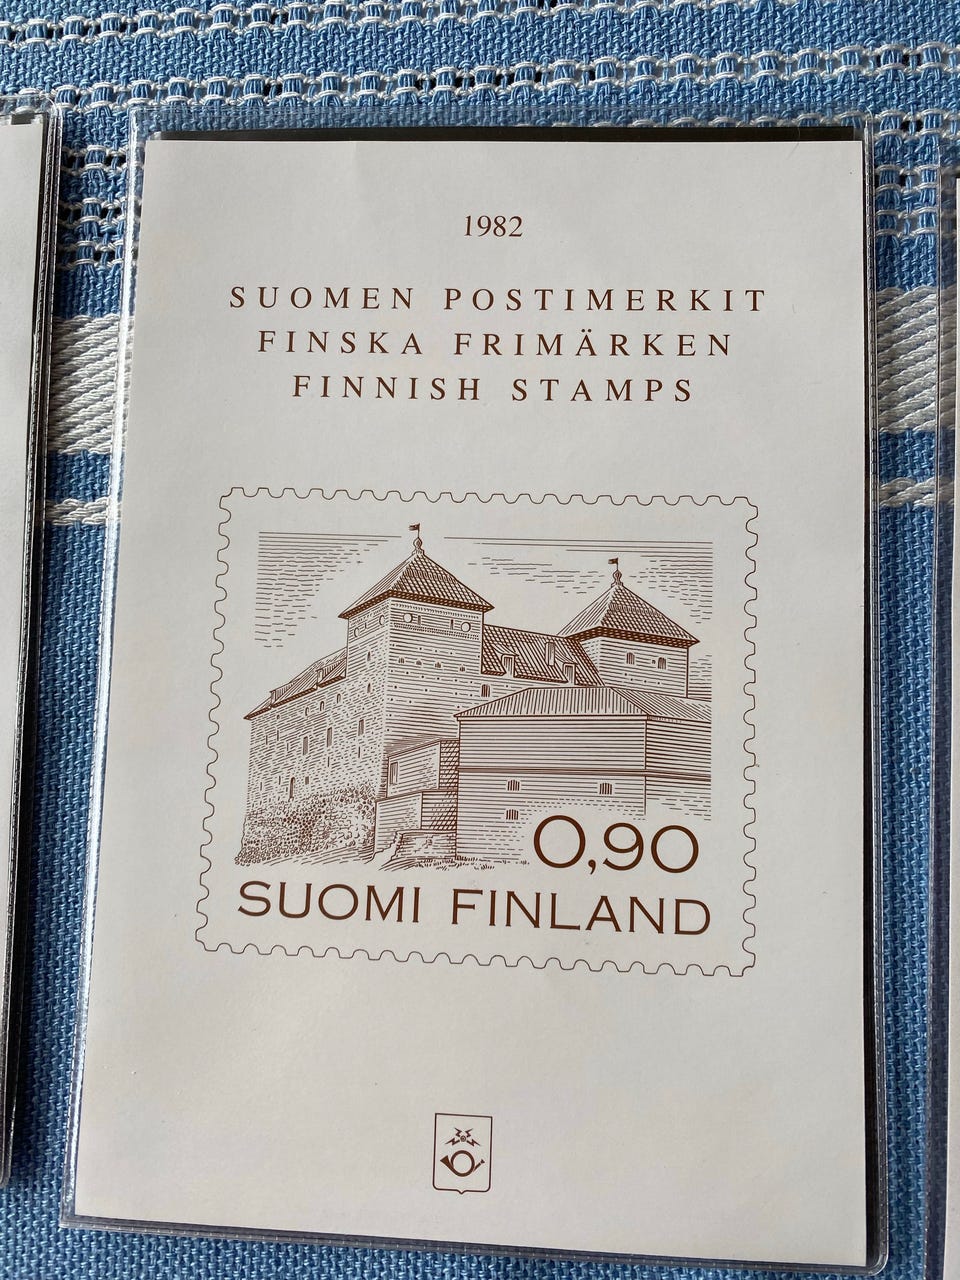 1982
SUOMEN POSTIMERKIT
FINSKA FRIMÄRKEN
FINNISH STAMPS
0,90
SUOMI FINLAND